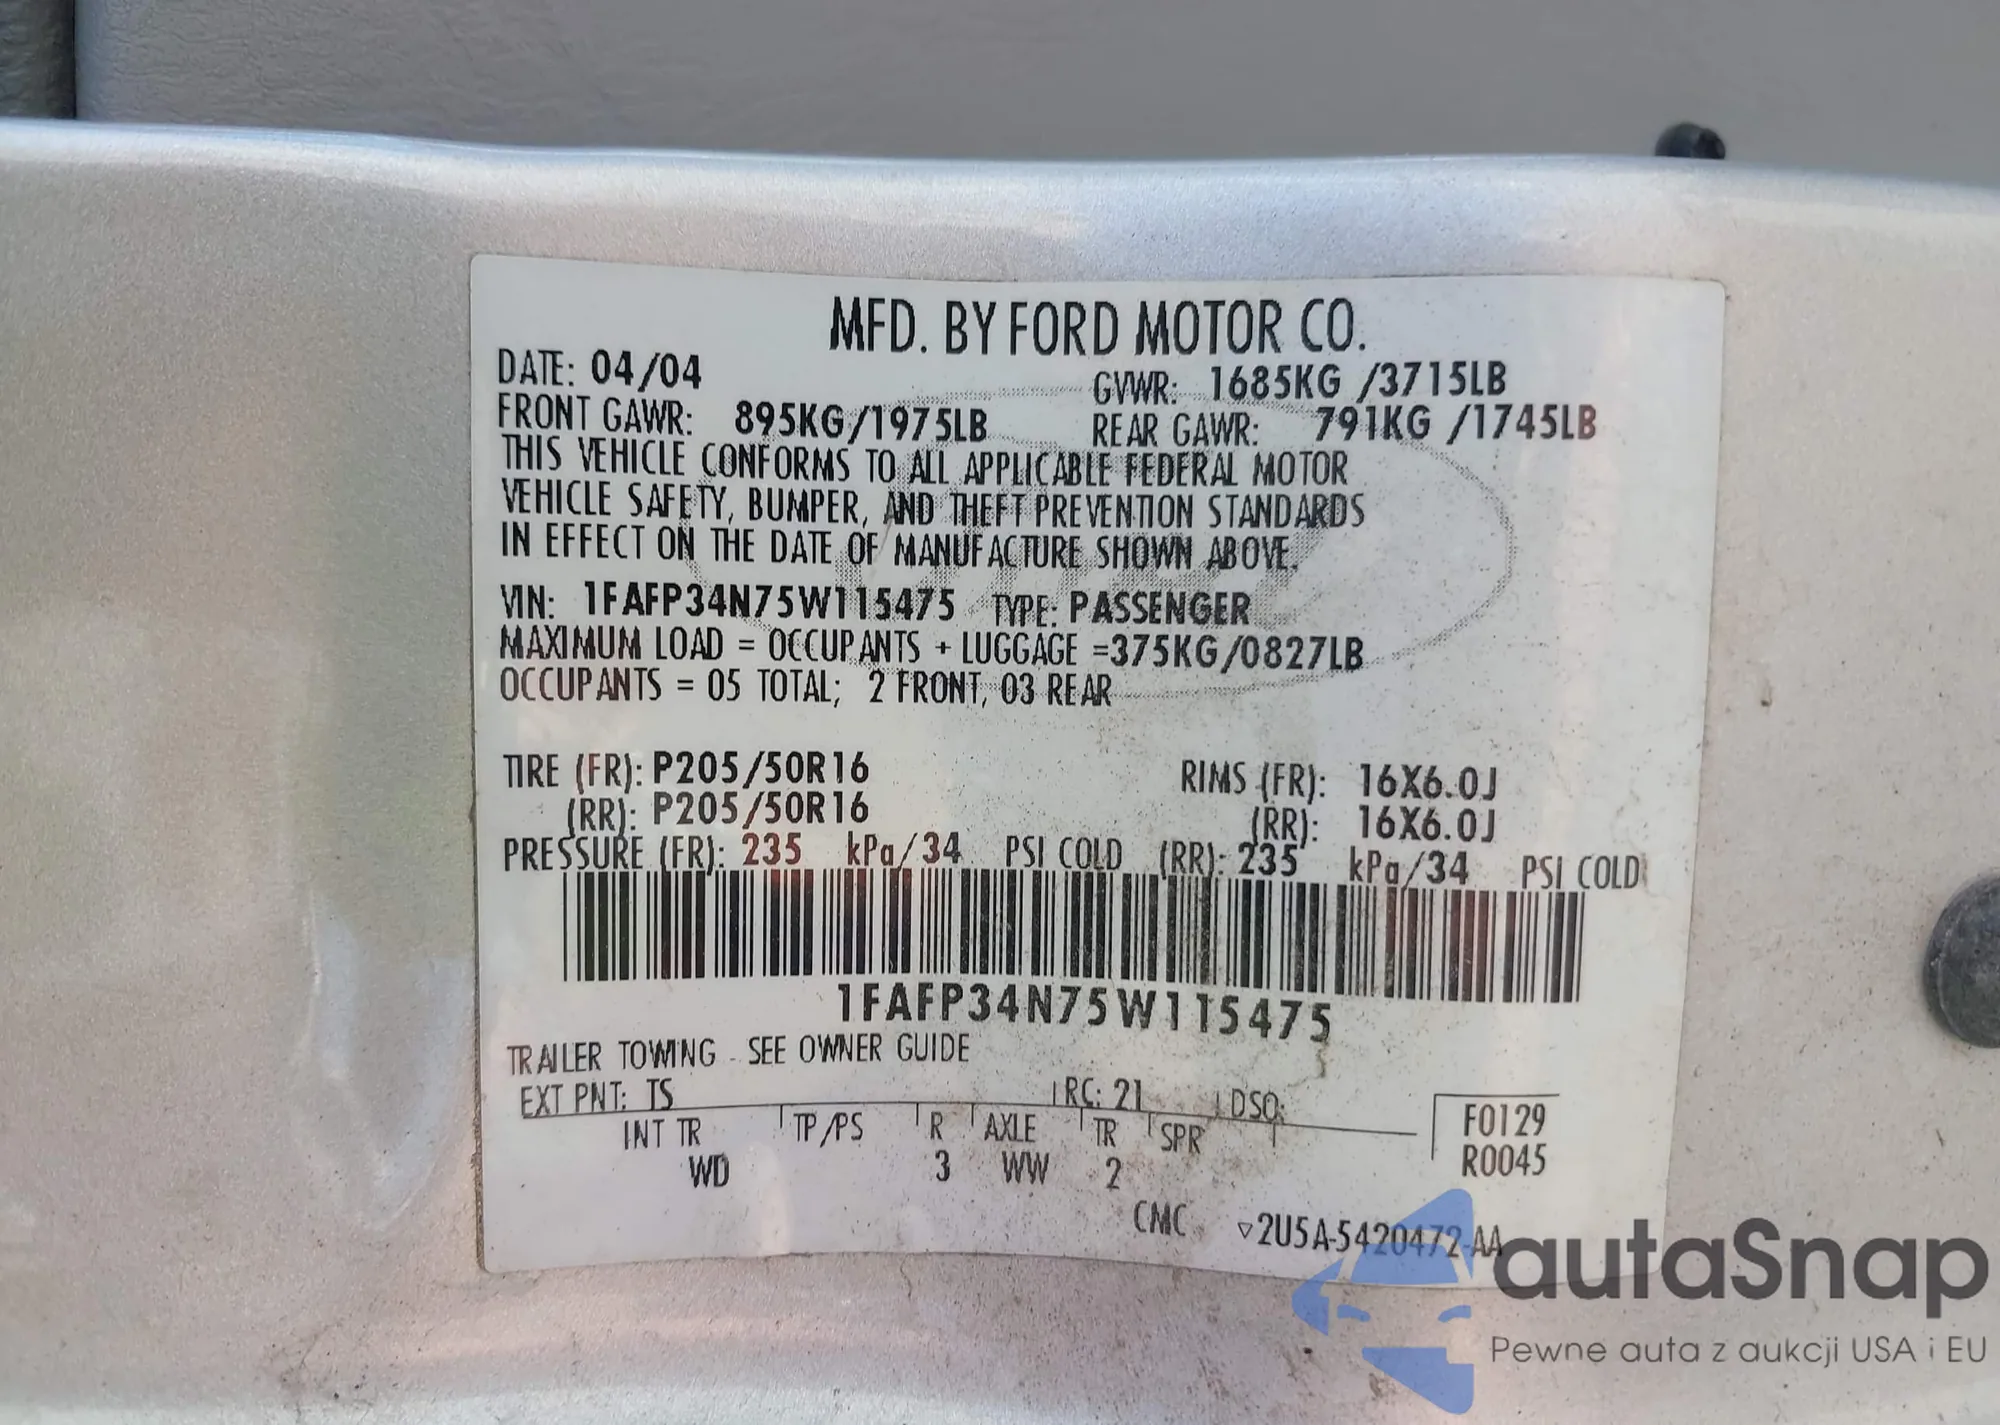 MFD. BY FORD MOTOR CO.
DATE: 04/04 GVWR: 1685KG /3715LB
FRONT GAWR: 895KG/1975LB REAR GAWR: 791KG /1745LB
THIS VEHICLE CONFORMS TO ALL APPLICABLE FEDERAL MOTOR
VEHICLE SAFETY, BUMPER, AND THEFT PREVENTION STANDARDS
IN EFFECT ON THE DATE OF MANUFACTURE SHOWN ABOVE.
VIN: 1FAFP34N75W115475 TYPE: PASSENGER
MAXIMUM LOAD = OCCUPANTS + LUGGAGE =375KG/0827LB
OCCUPANTS = 05 TOTAL; 2 FRONT, 03 REAR
TIRE (FR): P205/50R16 RIMS (FR): 16X6.0J
(RR): P205/50R16 (RR): 16X6.0J
PRESSURE (FR): 235 kPa/34 PSI COLD (RR): 235 kPa/34 PSI COLD
1FAFP34N75W115475
TRAILER TOWING - SEE OWNER GUIDE
EXT PNT: TS RC: 21 DSO:
INT TR TP/PS R AXLE TR SPR F0129
WD 3 WW 2 R0045
CMC ▽2U5A-5420472-AA
autaSnap
Pewne auta z aukcji USA i EU